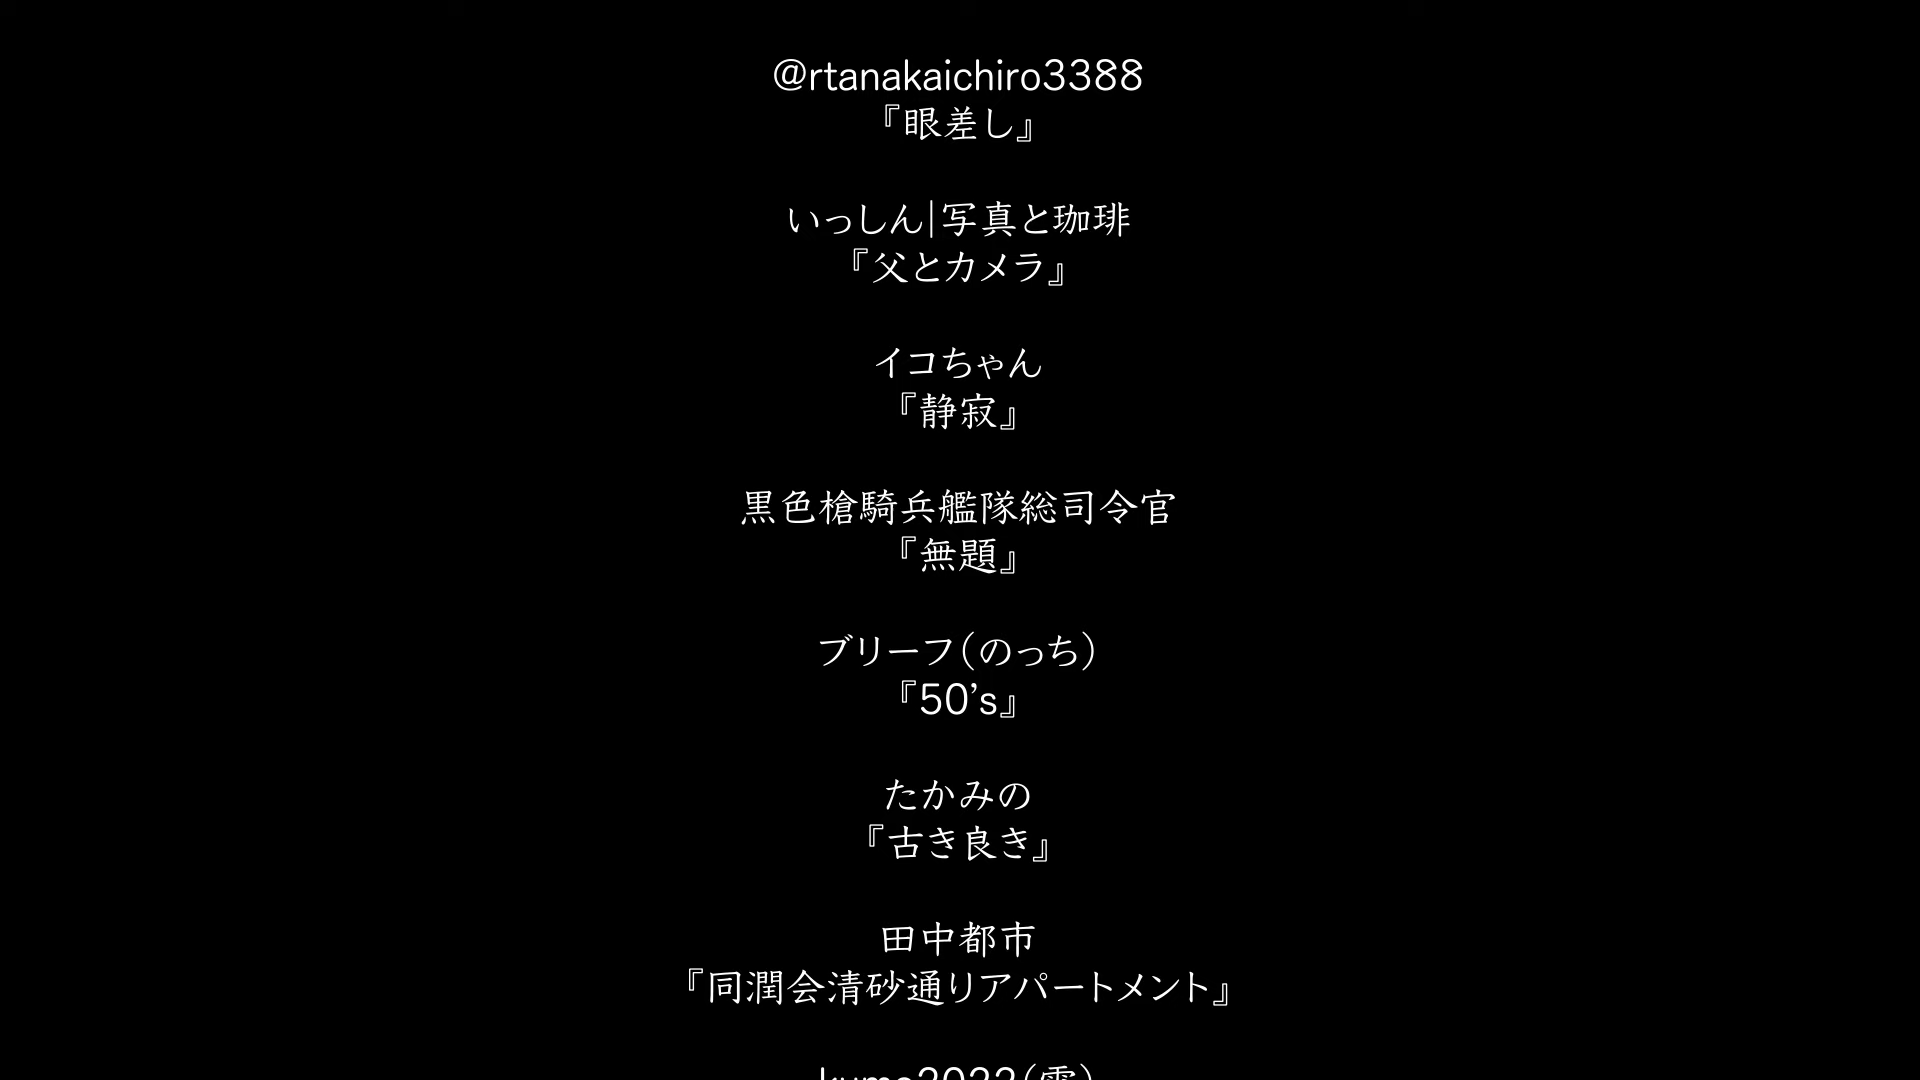 @rtanakaichiro3388
『眼差し』
いっしん|写真と珈琲
『父とカメラ』
イコちゃん
『静寂』
黒色槍騎兵艦隊総司令官
『無題』
ブリーフ(のっち)
『50’s』
たかみの
『古き良き』
田中都市
『同潤会清砂通りアパートメント』